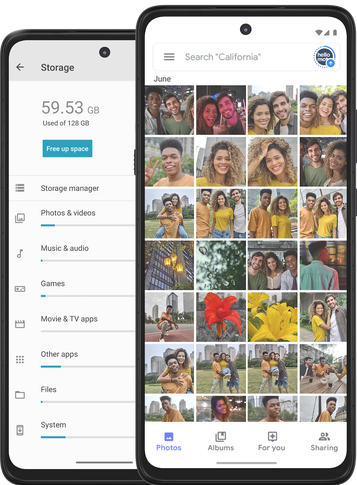 Storage
59.53 GB
Used of 128 GB
Free up space
Storage manager
Photos & videos
Music & audio
Games
Movie & TV apps
Other apps
Files
System
Search "California"
hello
June
Photos
Albums
For you
Sharing